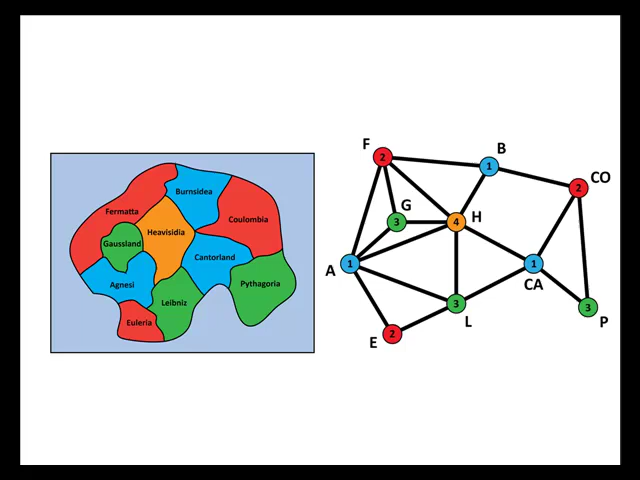 Burnsidea
Fermatta
Coulombia
Heavisidia
Gaussland
Cantorland
Agnesi
Pythagoria
Leibniz
Euleria
F
2
B
1
CO
2
G
3
4
H
A
1
1
CA
3
L
3
P
E
2